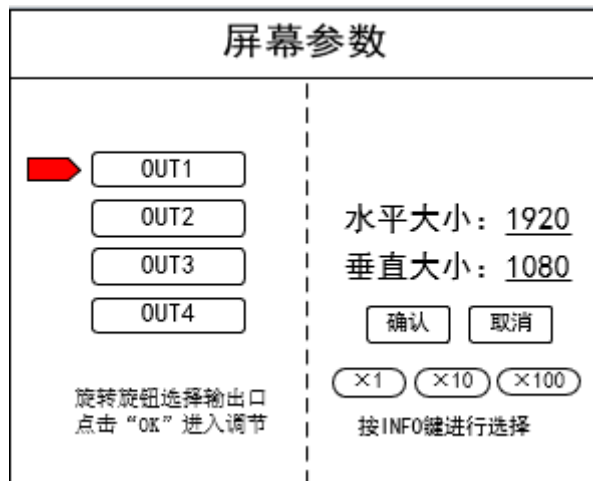 屏幕参数
OUT1
OUT2
OUT3
OUT4
旋转旋钮选择输出口
点击“OK”进入调节
水平大小：1920
垂直大小：1080
确认 取消
×1 ×10 ×100
按INFO键进行选择